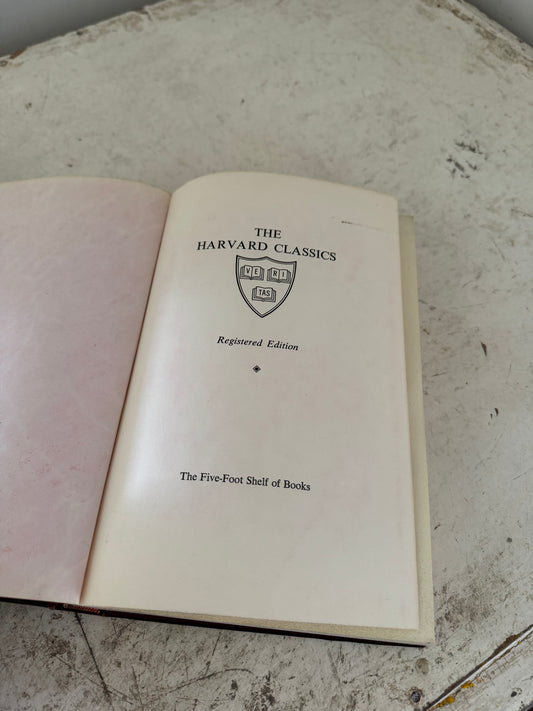 THE
HARVARD CLASSICS
VE RI
TAS
Registered Edition
The Five-Foot Shelf of Books